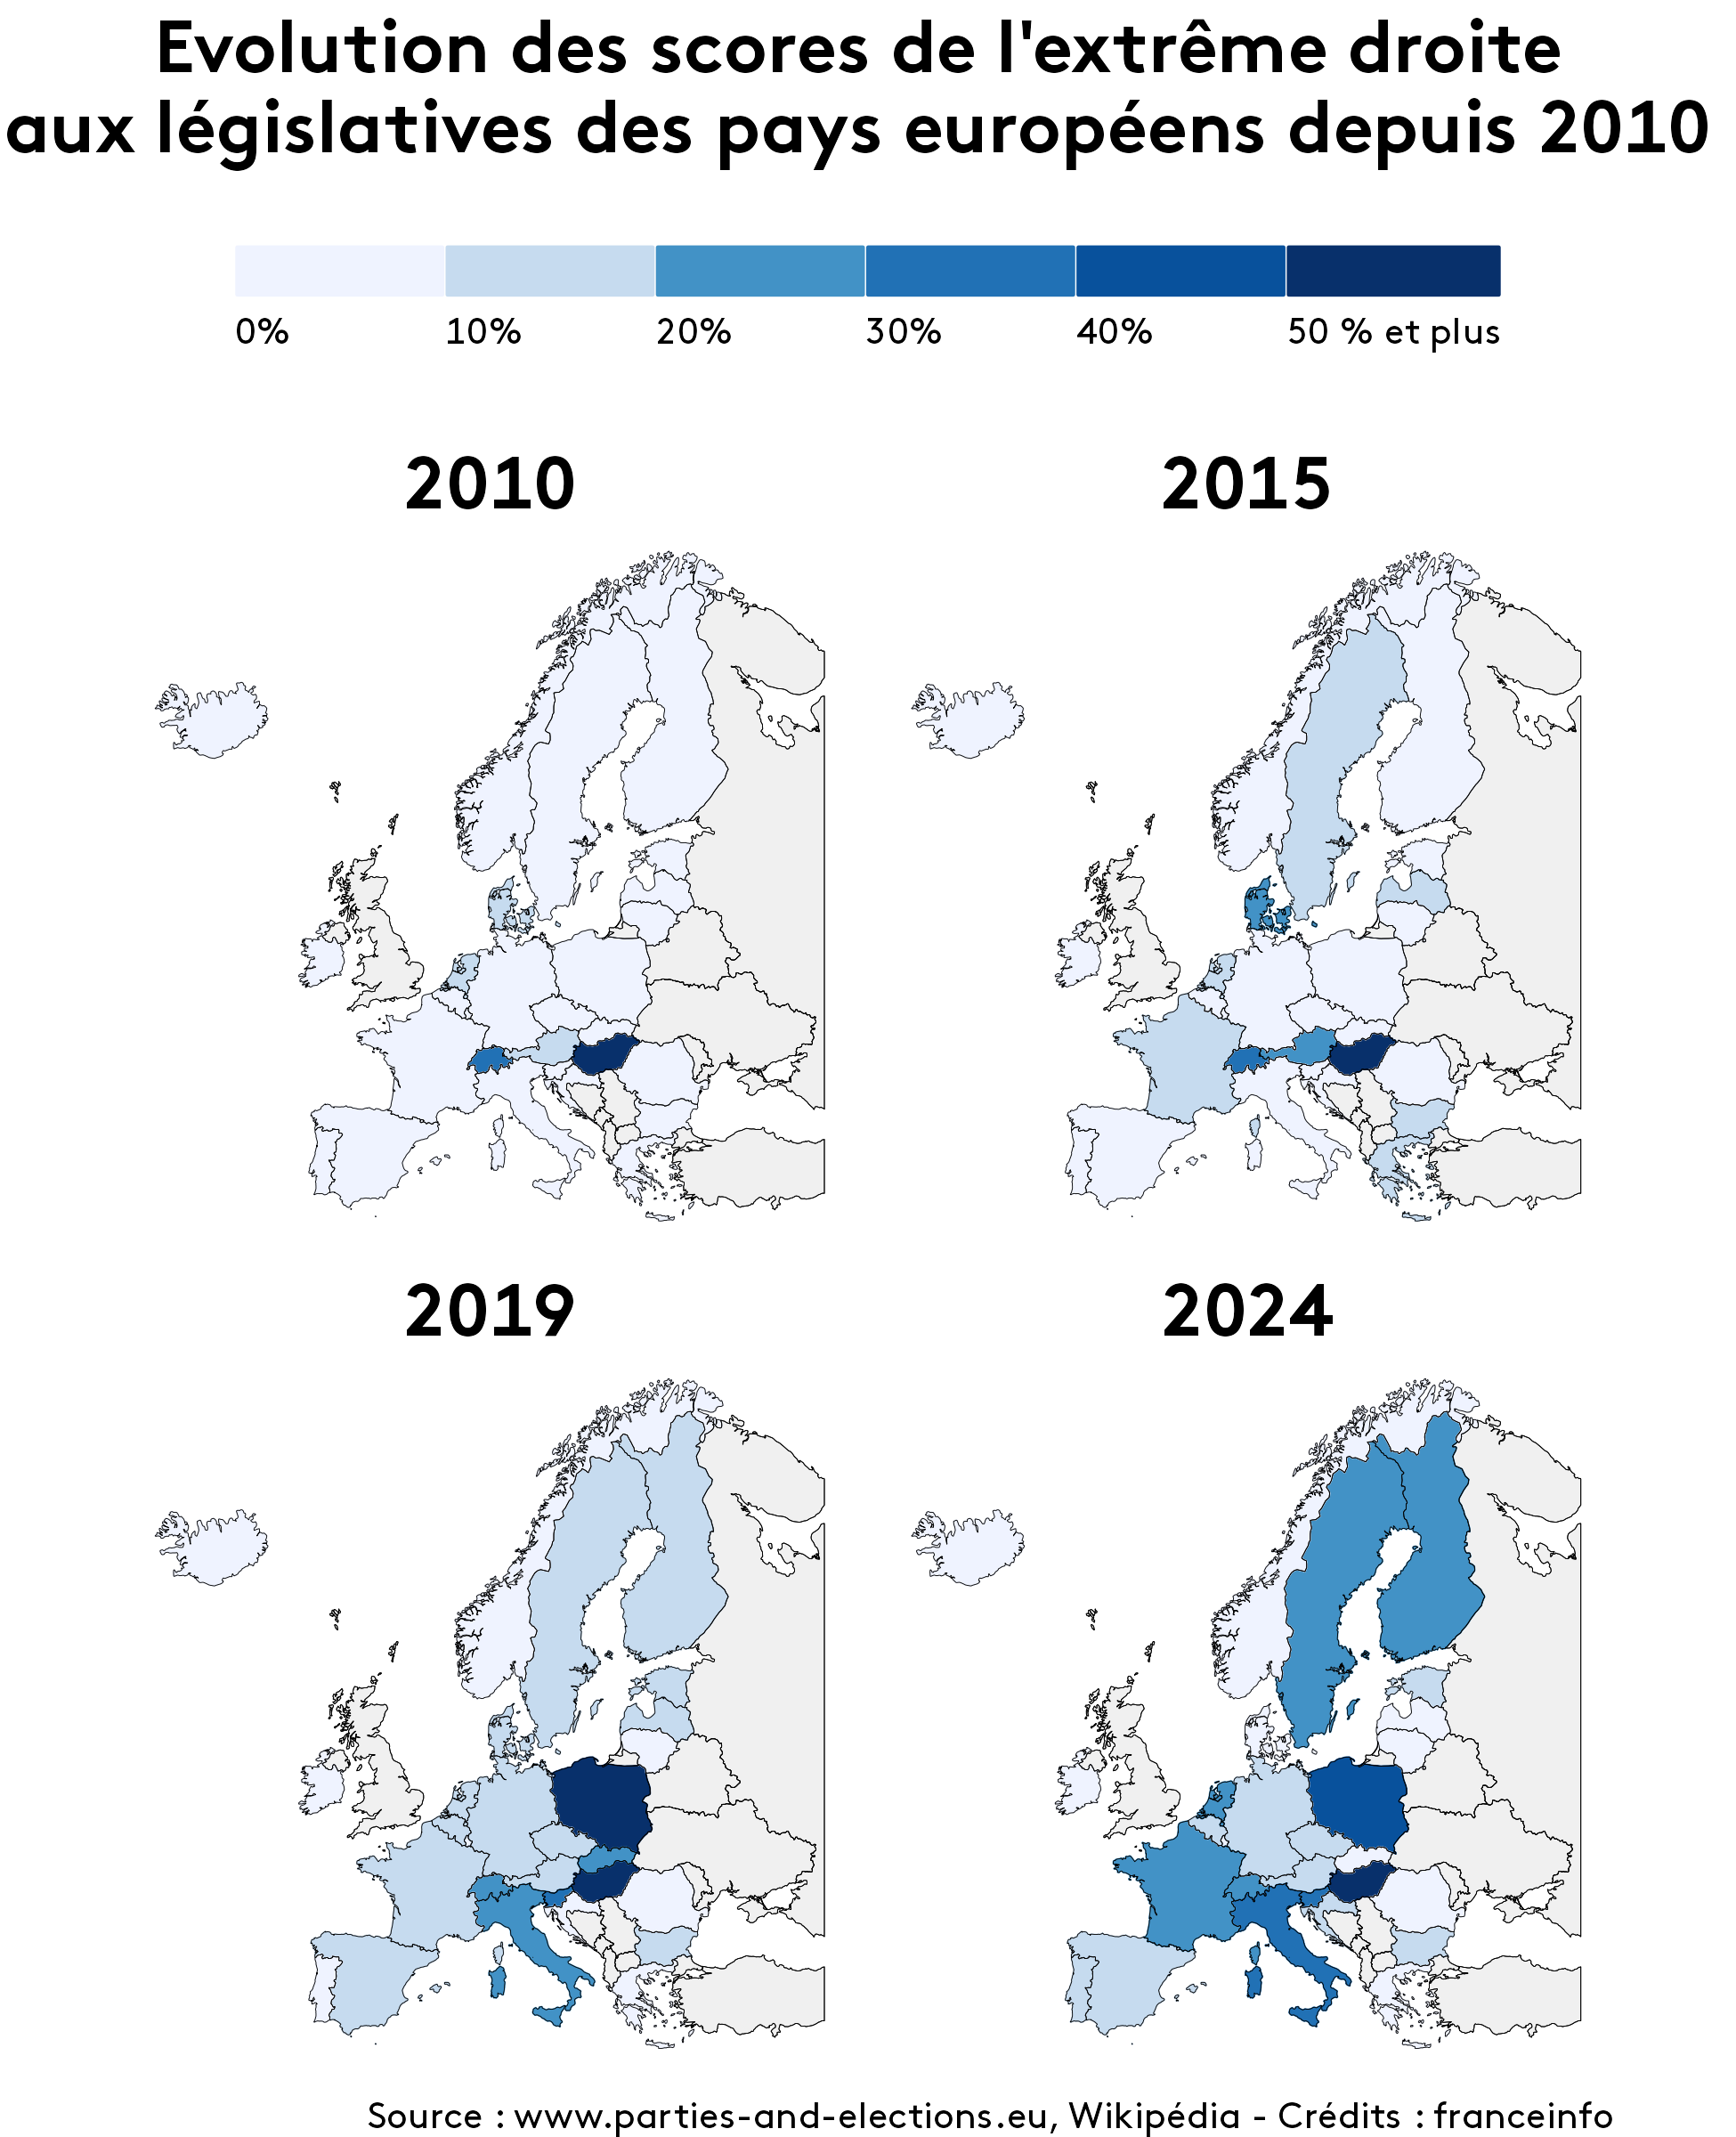 Evolution des scores de l'extrême droite
aux législatives des pays européens depuis 2010
0% 10% 20% 30% 40% 50 % et plus
2010 2015
2019 2024
Source : www.parties-and-elections.eu, Wikipédia - Crédits : franceinfo